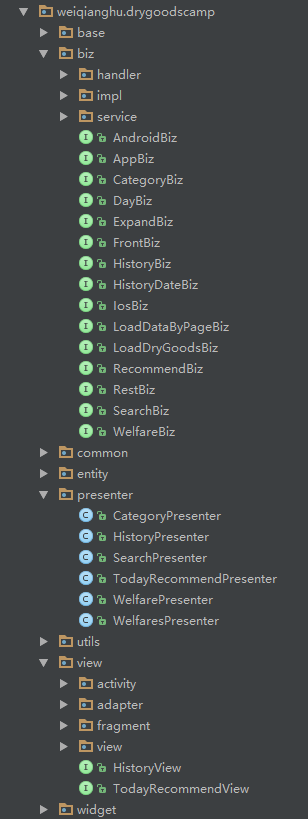 weiqianghu.drygoodscamp
base
biz
handler
impl
service
AndroidBiz
AppBiz
CategoryBiz
DayBiz
ExpandBiz
FrontBiz
HistoryBiz
HistoryDateBiz
IosBiz
LoadDataByPageBiz
LoadDryGoodsBiz
RecommendBiz
RestBiz
SearchBiz
WelfareBiz
common
entity
presenter
CategoryPresenter
HistoryPresenter
SearchPresenter
TodayRecommendPresenter
WelfarePresenter
WelfaresPresenter
utils
view
activity
adapter
fragment
view
HistoryView
TodayRecommendView
widget